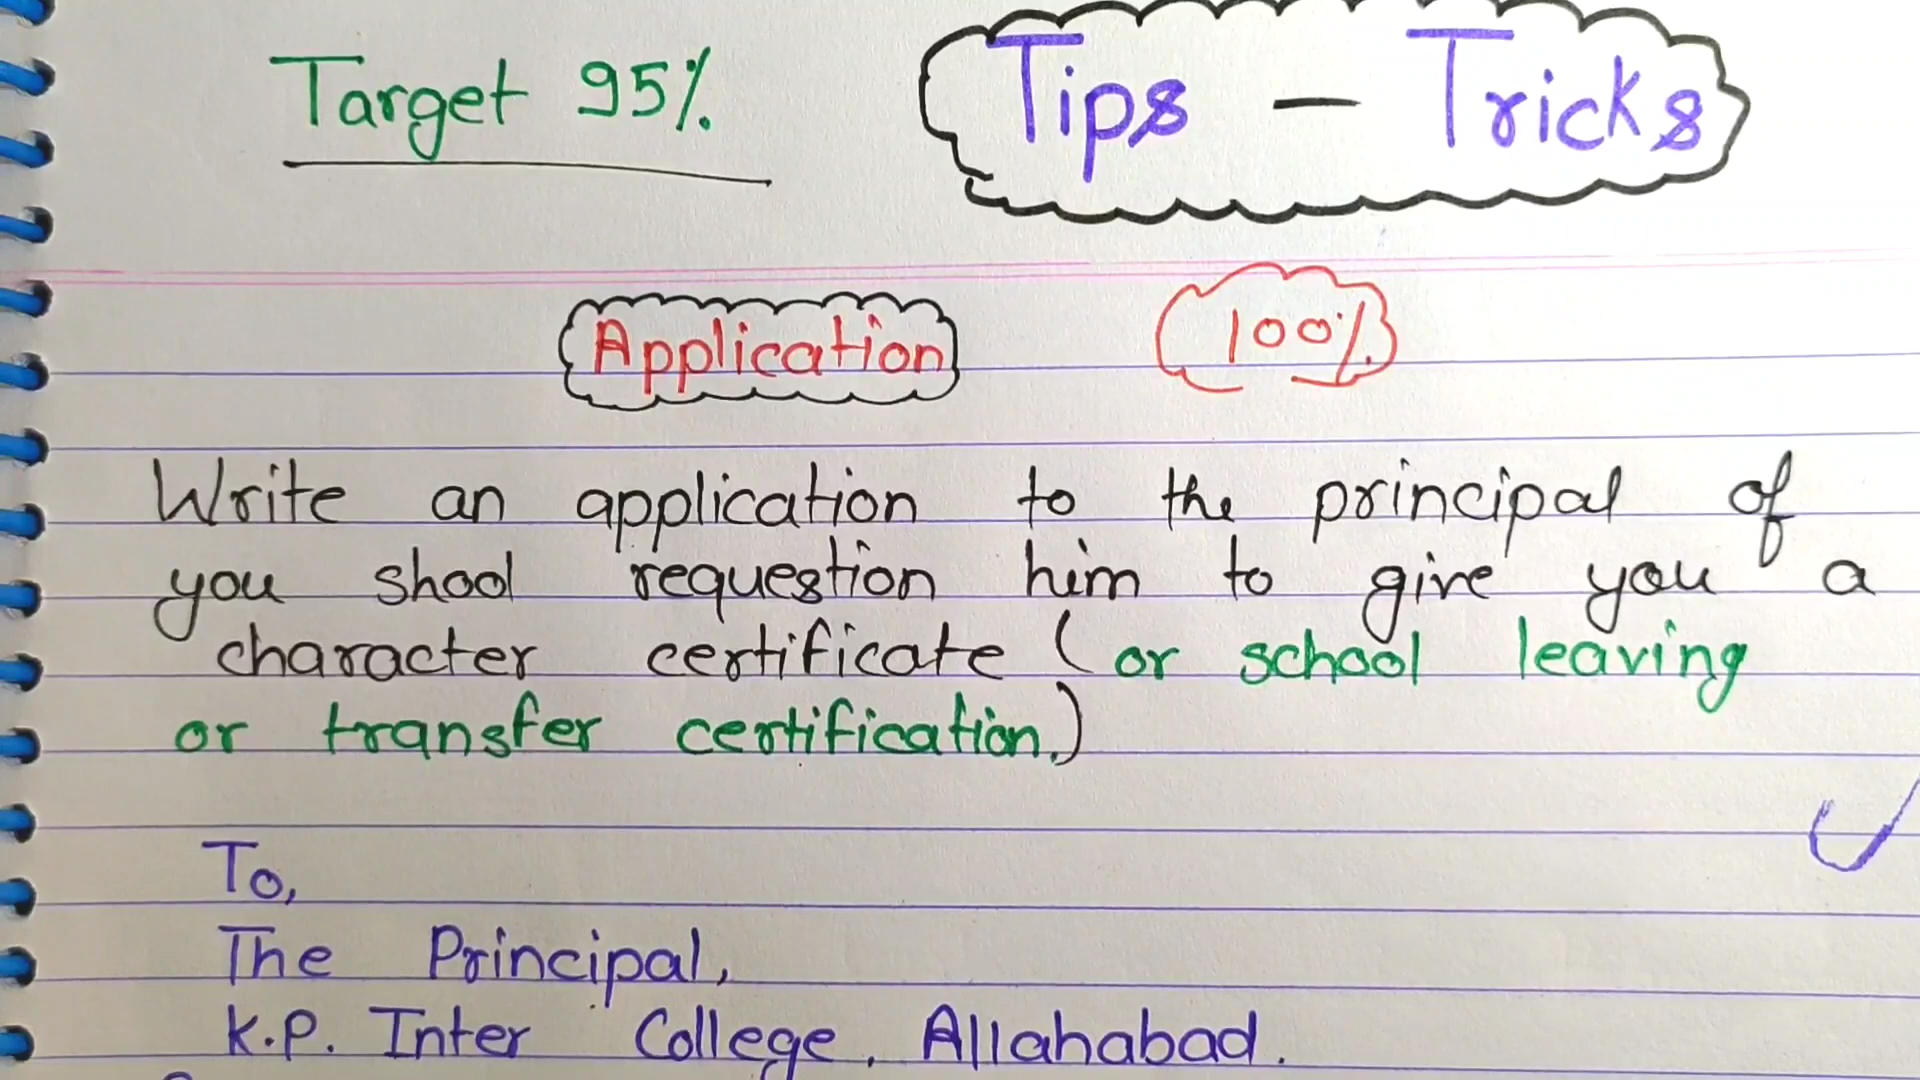 Target 95%.
Tips - Tricks
Application
100%.
Write an application to the principal of
you shool requestion him to give you a
character certificate (or school leaving
or transfer certification.)
To,
The Principal,
K.P. Inter College, Allahabad.